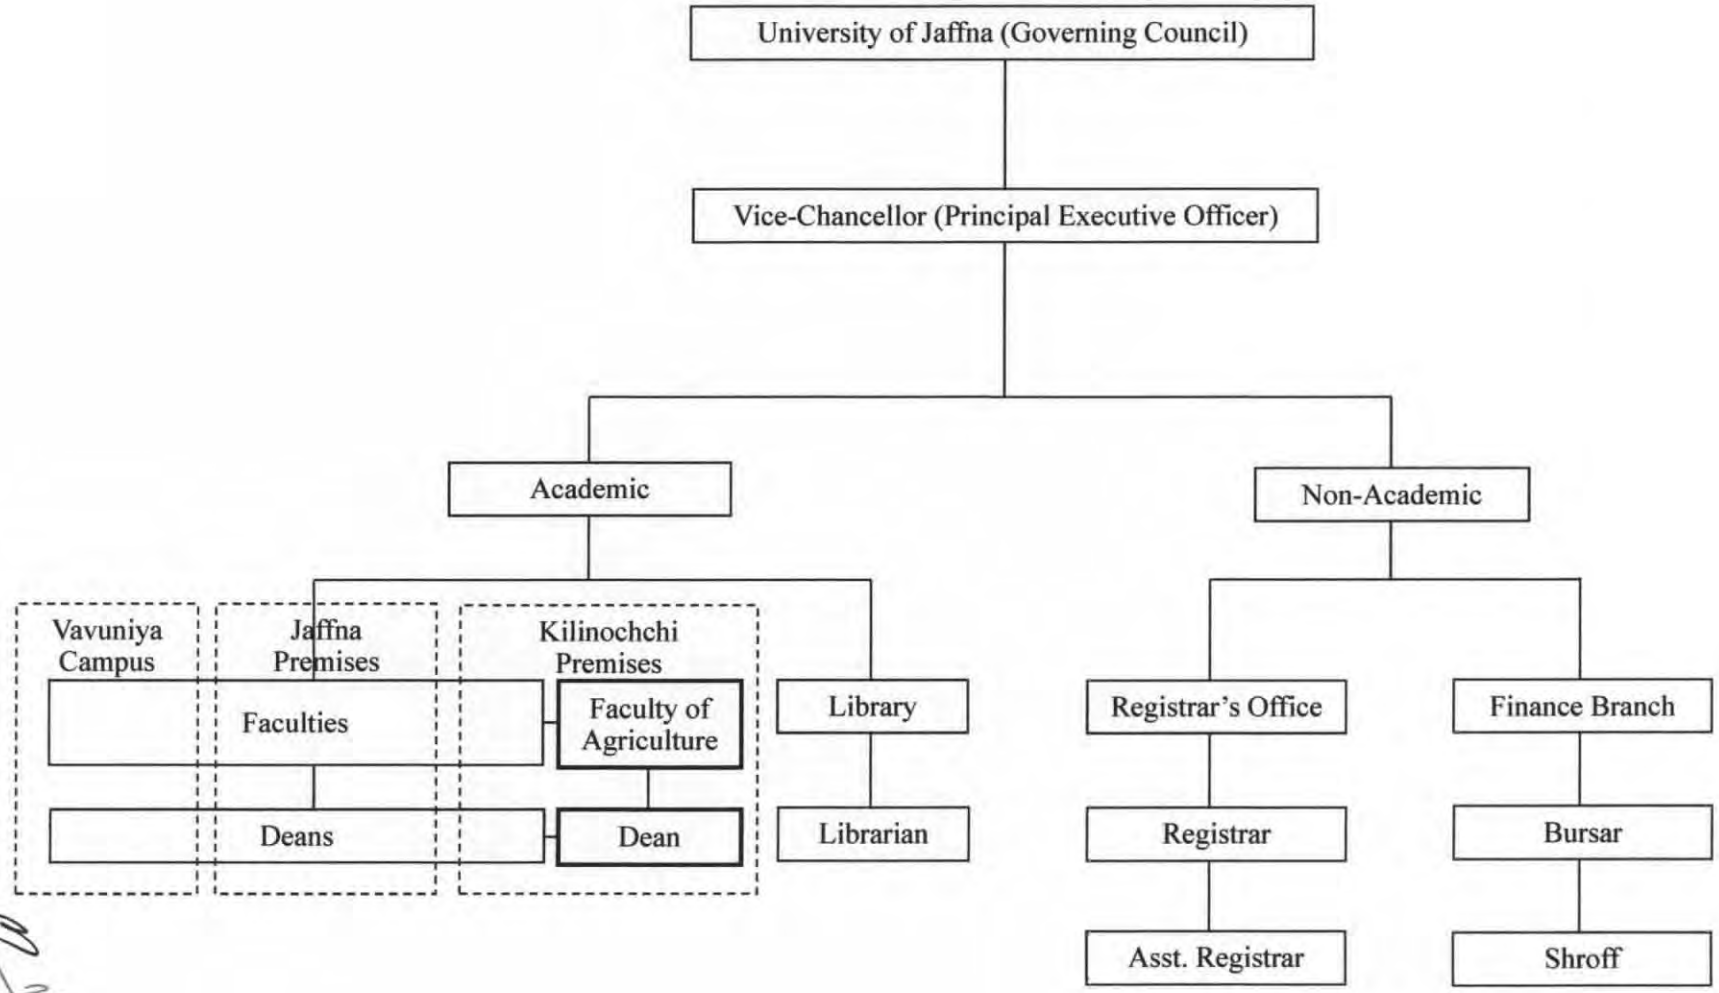 University of Jaffna (Governing Council)
Vice-Chancellor (Principal Executive Officer)
Academic
Non-Academic
Vavuniya
Campus
Jaffna
Premises
Kilinochchi
Premises
Faculties
Faculty of
Agriculture
Library
Registrar's Office
Finance Branch
Deans
Dean
Librarian
Registrar
Bursar
Asst. Registrar
Shroff